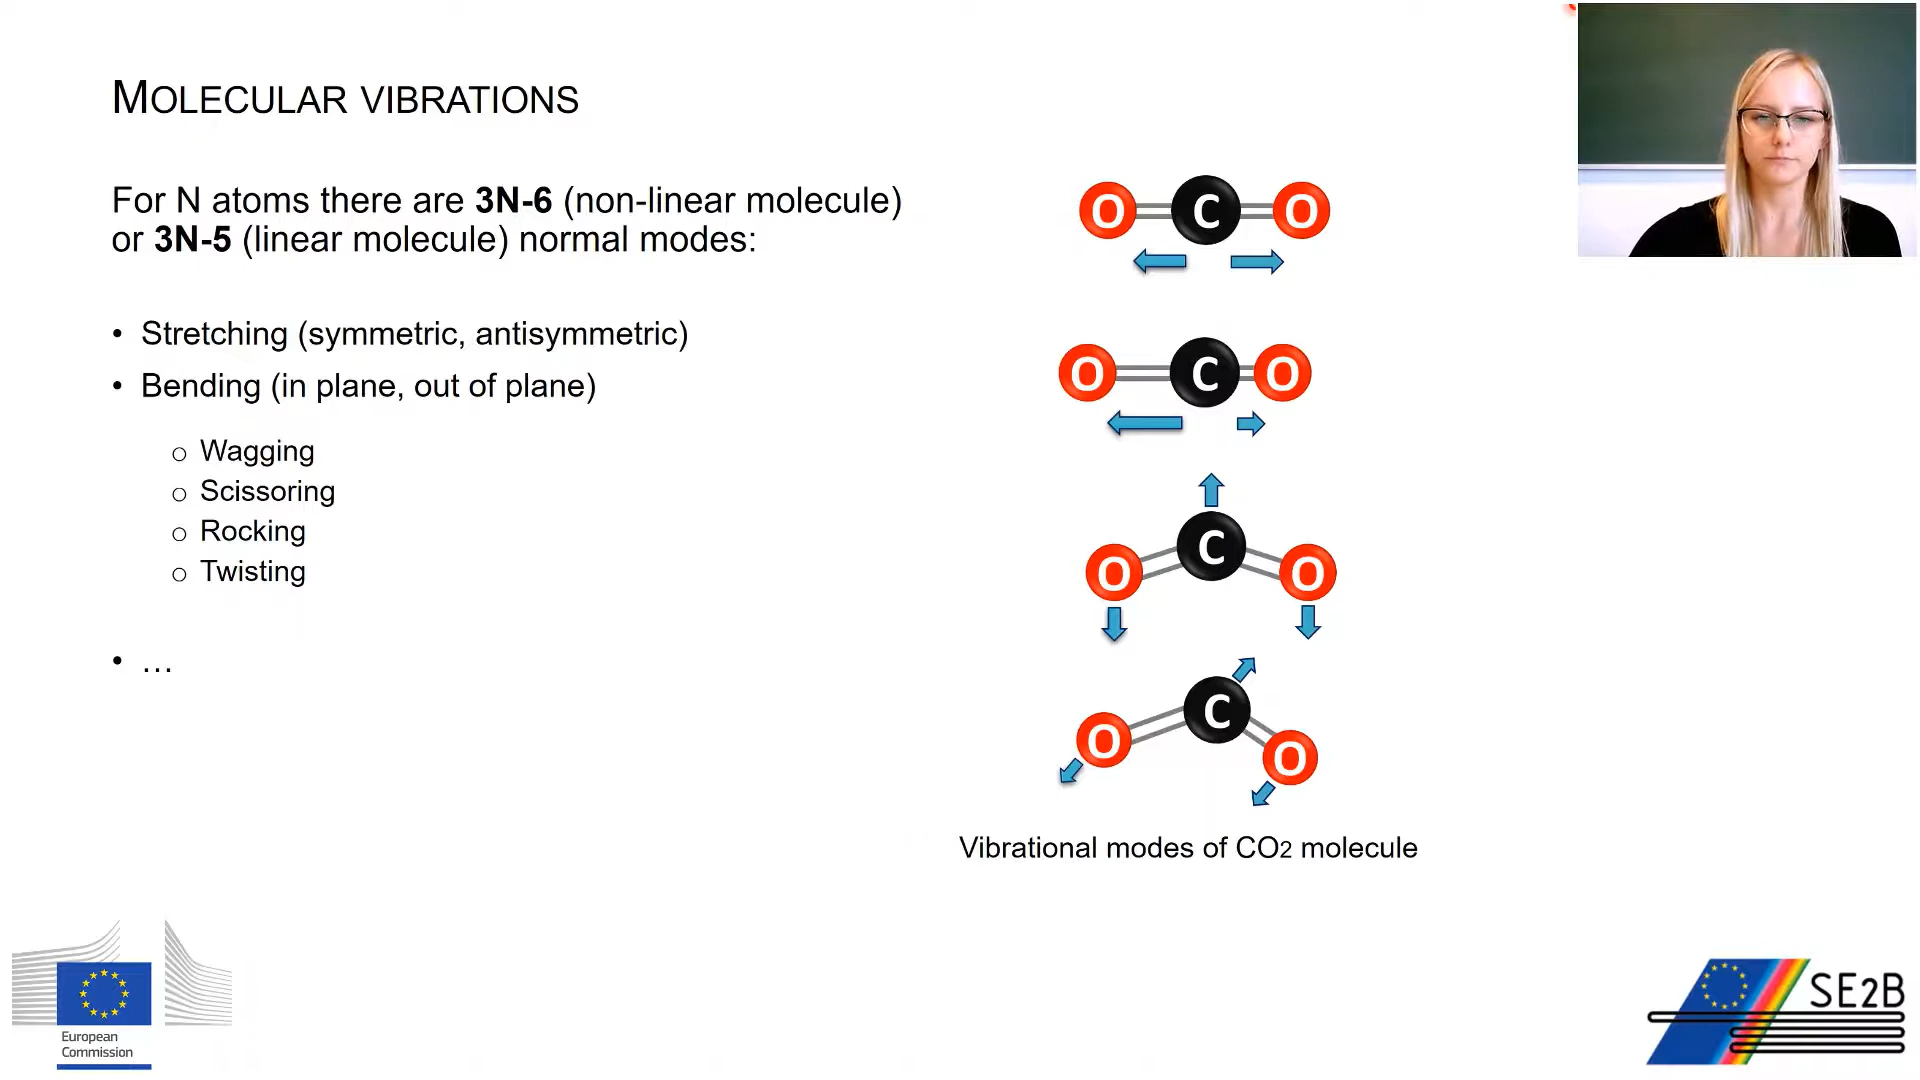 MOLECULAR VIBRATIONS
For N atoms there are 3N-6 (non-linear molecule)
or 3N-5 (linear molecule) normal modes:
• Stretching (symmetric, antisymmetric)
• Bending (in plane, out of plane)
o Wagging
o Scissoring
o Rocking
o Twisting
• …
O C O
O C O
O C O
O C O
Vibrational modes of CO2 molecule
European
Commission
SE2B